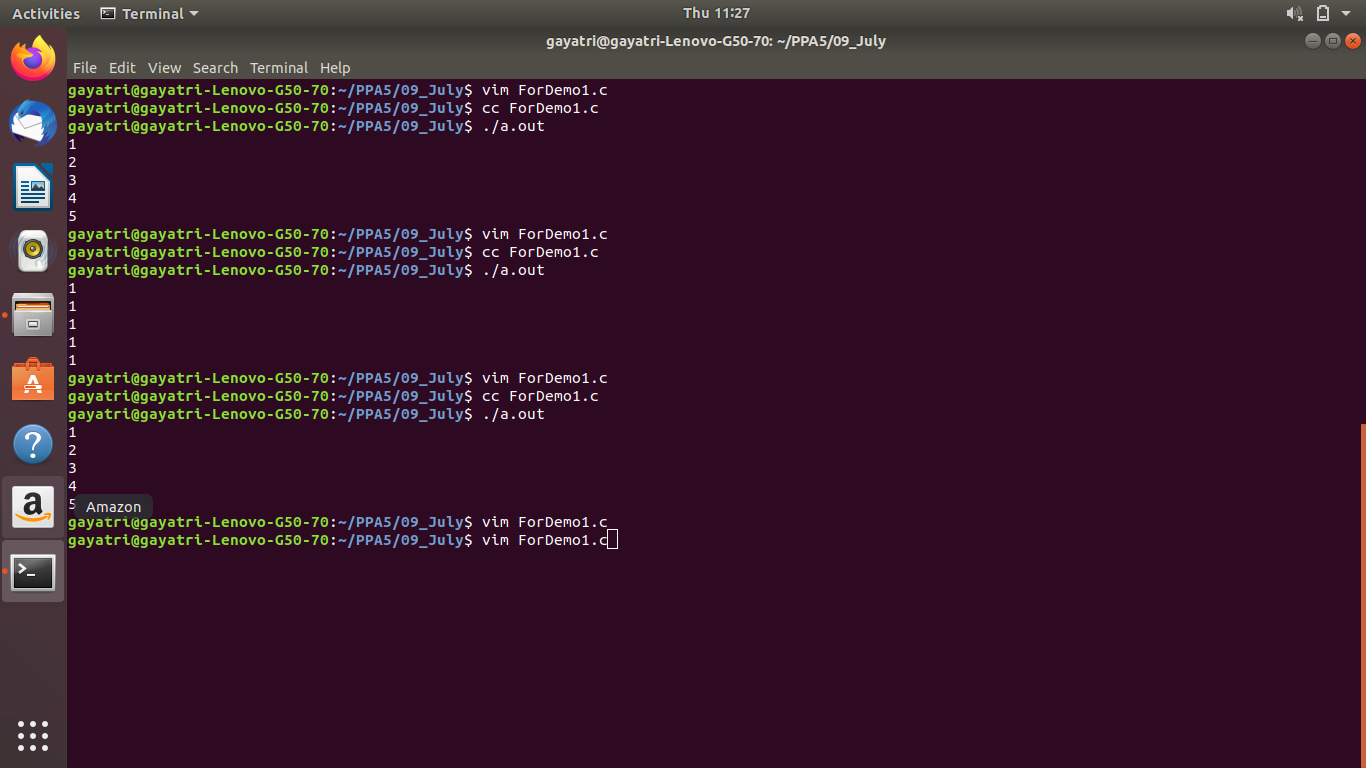 Activities Terminal Thu 11:27
gayatri@gayatri-Lenovo-G50-70: ~/PPA5/09_July
File Edit View Search Terminal Help
gayatri@gayatri-Lenovo-G50-70:~/PPA5/09_July$ vim ForDemo1.c
gayatri@gayatri-Lenovo-G50-70:~/PPA5/09_July$ cc ForDemo1.c
gayatri@gayatri-Lenovo-G50-70:~/PPA5/09_July$ ./a.out
1
2
3
4
5
gayatri@gayatri-Lenovo-G50-70:~/PPA5/09_July$ vim ForDemo1.c
gayatri@gayatri-Lenovo-G50-70:~/PPA5/09_July$ cc ForDemo1.c
gayatri@gayatri-Lenovo-G50-70:~/PPA5/09_July$ ./a.out
1
1
1
1
1
gayatri@gayatri-Lenovo-G50-70:~/PPA5/09_July$ vim ForDemo1.c
gayatri@gayatri-Lenovo-G50-70:~/PPA5/09_July$ cc ForDemo1.c
gayatri@gayatri-Lenovo-G50-70:~/PPA5/09_July$ ./a.out
1
2
3
4
5
Amazon
gayatri@gayatri-Lenovo-G50-70:~/PPA5/09_July$ vim ForDemo1.c
gayatri@gayatri-Lenovo-G50-70:~/PPA5/09_July$ vim ForDemo1.c